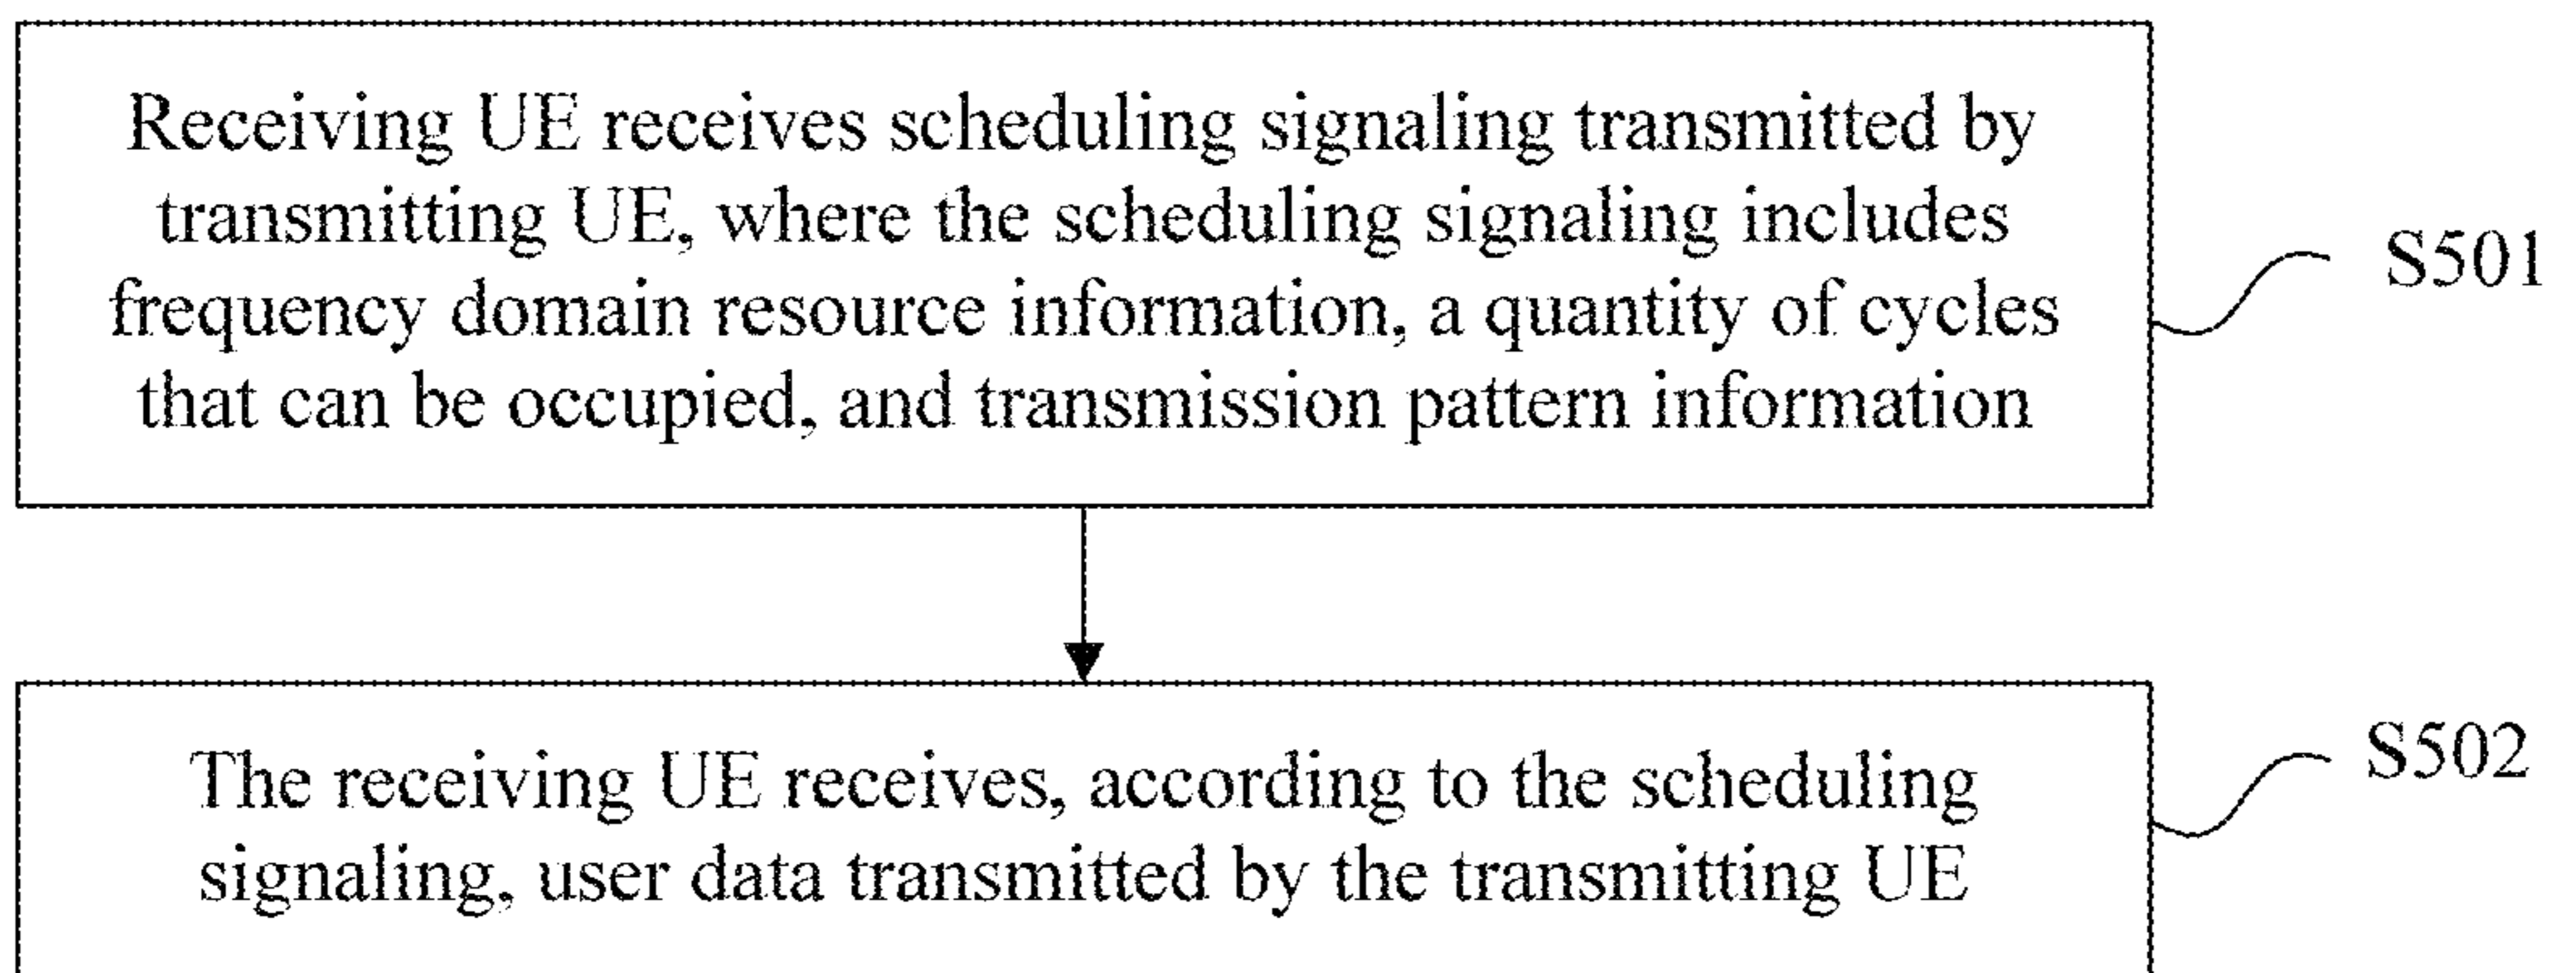 Receiving UE receives scheduling signaling transmitted by
transmitting UE, where the scheduling signaling includes
frequency domain resource information, a quantity of cycles
that can be occupied, and transmission pattern information
S501
The receiving UE receives, according to the scheduling
signaling, user data transmitted by the transmitting UE
S502